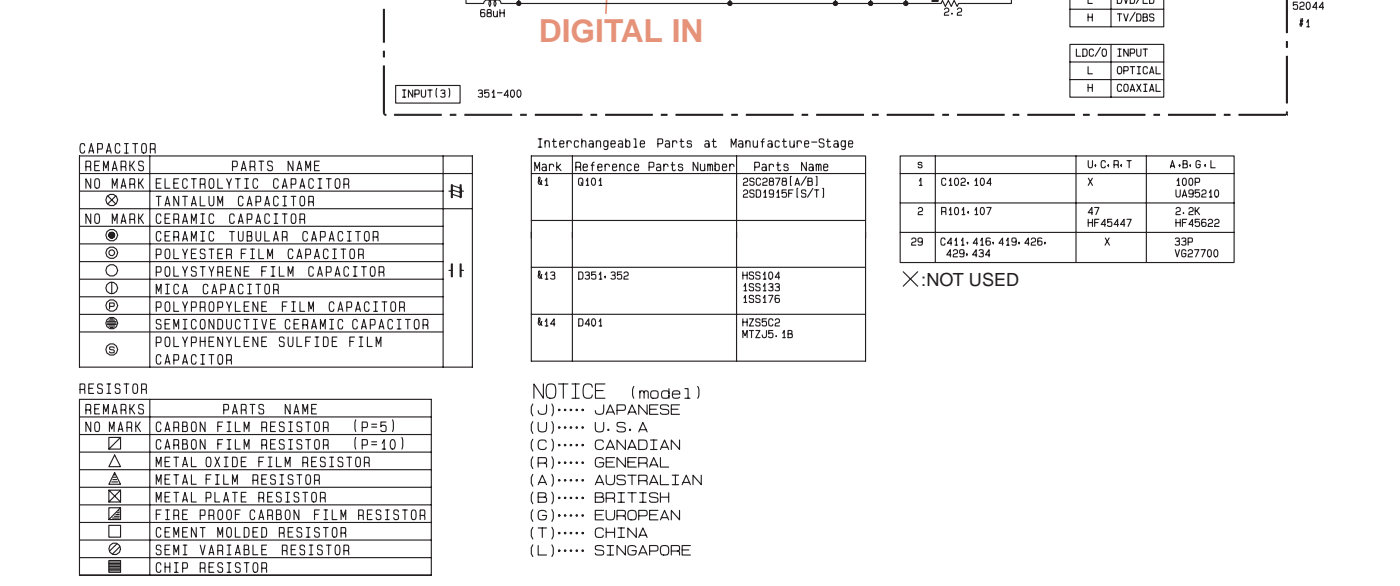 68uH
DIGITAL IN
2.2
L DVD/LD
H TV/DBS
52044
#1
LDC/O INPUT
L OPTICAL
H COAXIAL
INPUT(3) 351-400
CAPACITOR
REMARKS PARTS NAME
NO MARK ELECTROLYTIC CAPACITOR
⊗ TANTALUM CAPACITOR
NO MARK CERAMIC CAPACITOR
◉ CERAMIC TUBULAR CAPACITOR
◎ POLYESTER FILM CAPACITOR
○ POLYSTYRENE FILM CAPACITOR
MICA CAPACITOR
Ⓟ POLYPROPYLENE FILM CAPACITOR
SEMICONDUCTIVE CERAMIC CAPACITOR
Ⓢ POLYPHENYLENE SULFIDE FILM
CAPACITOR
RESISTOR
REMARKS PARTS NAME
NO MARK CARBON FILM RESISTOR (P=5)
CARBON FILM RESISTOR (P=10)
METAL OXIDE FILM RESISTOR
METAL FILM RESISTOR
METAL PLATE RESISTOR
FIRE PROOF CARBON FILM RESISTOR
CEMENT MOLDED RESISTOR
SEMI VARIABLE RESISTOR
CHIP RESISTOR
Interchangeable Parts at Manufacture-Stage
Mark Reference Parts Number Parts Name
&1 Q101 2SC2878[A/B]
2SD1915F[S/T]
&13 D351, 352 HSS104
1SS133
1SS176
&14 D401 HZS5C2
MTZJ5.1B
NOTICE (model)
(J)····· JAPANESE
(U)····· U.S.A
(C)····· CANADIAN
(R)····· GENERAL
(A)····· AUSTRALIAN
(B)····· BRITISH
(G)····· EUROPEAN
(T)····· CHINA
(L)····· SINGAPORE
s U,C,R,T A,B,G,L
1 C102, 104 X 100P
UA95210
2 R101, 107 47 2.2K
HF45447 HF45622
29 C411, 416, 419, 426, X 33P
429, 434 VG27700
X:NOT USED